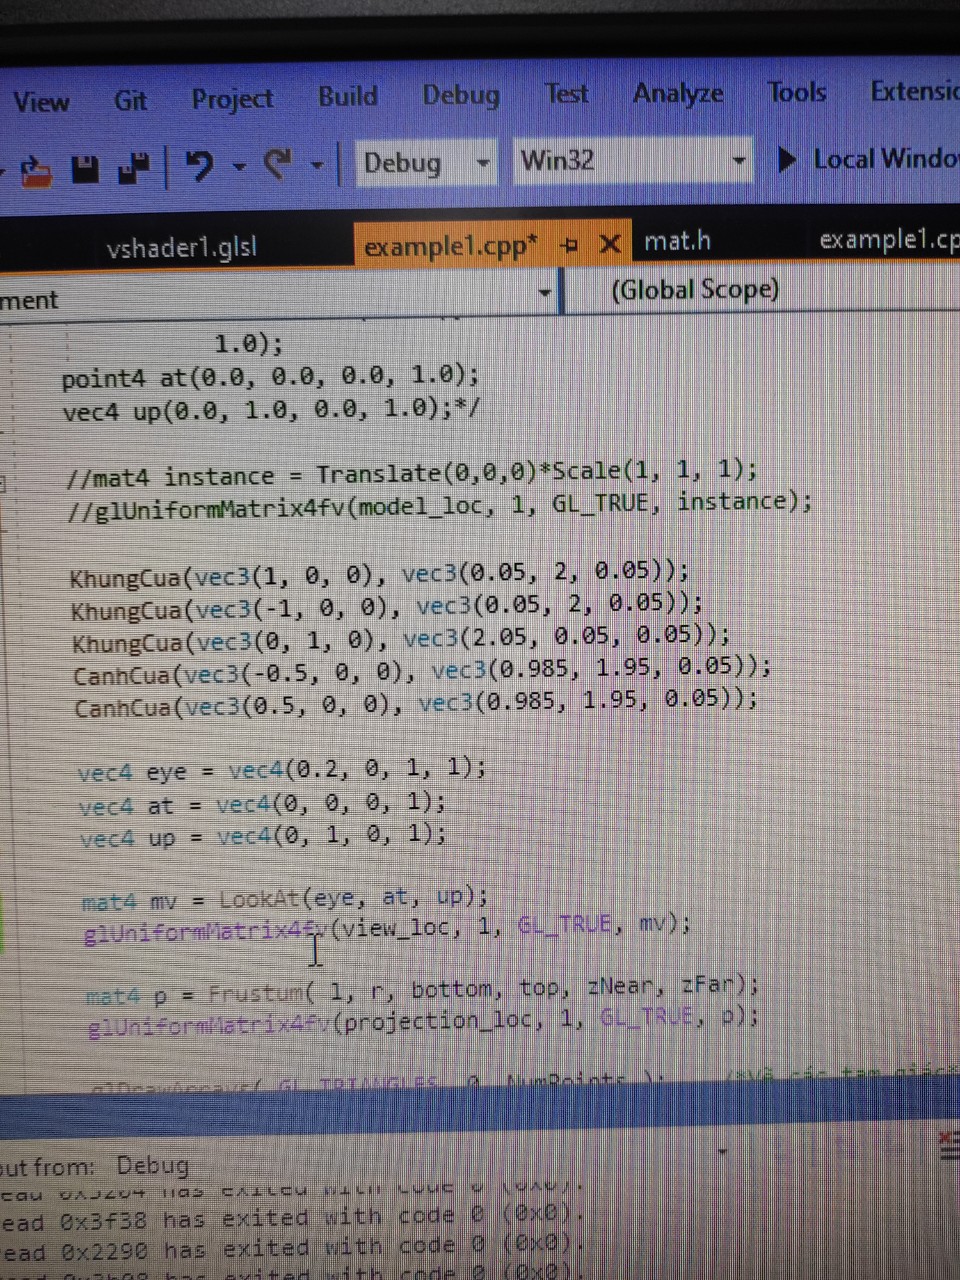 View Git Project Build Debug Test Analyze Tools
Debug Win32 Local
vshader1.glsl example1.cpp* mat.h
(Global Scope)
1.0);
point4 at(0.0, 0.0, 0.0, 1.0);
vec4 up(0.0, 1.0, 0.0, 1.0);*/
//mat4 instance = Translate(0,0,0)*Scale(1, 1, 1);
//glUniformMatrix4fv(model_loc, 1, GL_TRUE, instance);
KhungCua(vec3(1, 0, 0), vec3(0.05, 2, 0.05));
KhungCua(vec3(-1, 0, 0), vec3(0.05, 2, 0.05));
KhungCua(vec3(0, 1, 0), vec3(2.05, 0.05, 0.05));
CanhCua(vec3(-0.5, 0, 0), vec3(0.985, 1.95, 0.05));
CanhCua(vec3(0.5, 0, 0), vec3(0.985, 1.95, 0.05));
vec4 eye = vec4(0.2, 0, 1, 1);
vec4 at = vec4(0, 0, 0, 1);
vec4 up = vec4(0, 1, 0, 1);
mat4 mv = LookAt(eye, at, up);
glUniformMatrix4fv(view_loc, 1, GL_TRUE, mv);
mat4 p = Frustum( l, r, bottom, top, zNear, zFar);
glUniformMatrix4fv(projection_loc, 1, GL_TRUE, p);
glDrawArrays( GL_TRIANGLES, 0, NumPoints );
from: Debug
ead 0x3f38 has exited with code 0 (0x0).
ead 0x2290 has exited with code 0 (0x0).